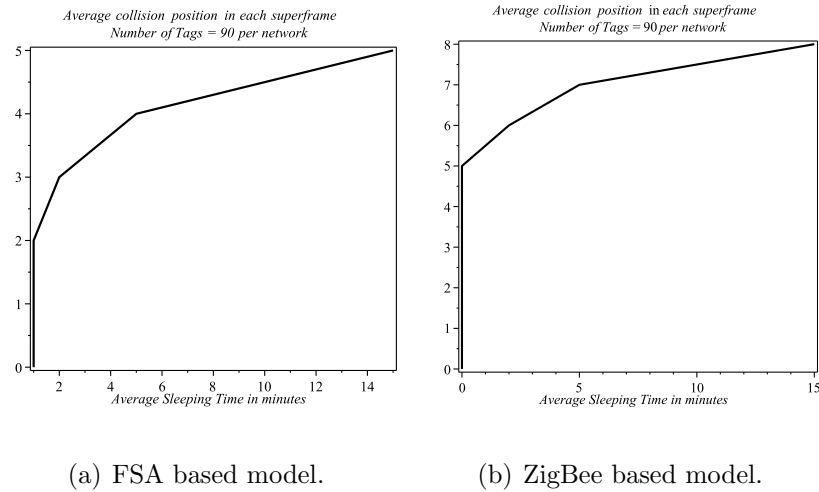 Average collision position in each superframe
Number of Tags = 90 per network
5
4
3
2
1
0
2 4 6 8 10 12 14
Average Sleeping Time in minutes
(a) FSA based model.
Average collision position in each superframe
Number of Tags = 90 per network
8
7
6
5
4
3
2
1
0
0 5 10 15
Average Sleeping Time in minutes
(b) ZigBee based model.